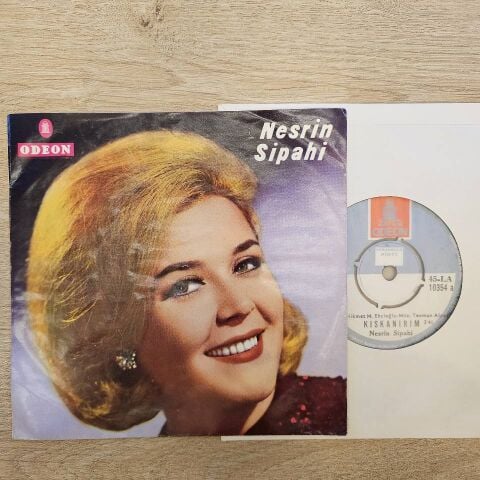 ODEON
Nesrin
Sipahi
ODEON
45-LA
10354 a
KISKANIRIM
Nesrin Sipahi